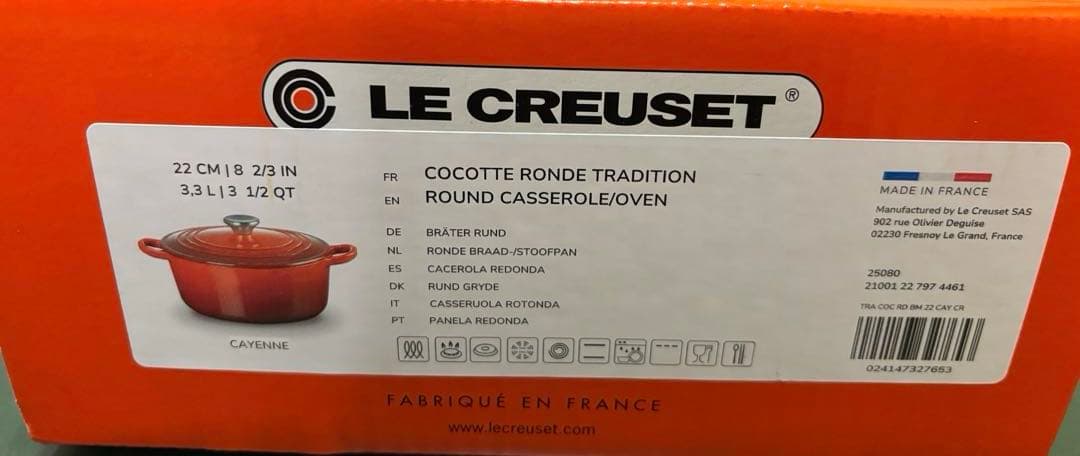 LE CREUSET®
22 CM | 8 2/3 IN
3,3 L | 3 1/2 QT
CAYENNE
FR COCOTTE RONDE TRADITION
EN ROUND CASSEROLE/OVEN
DE BRÄTER RUND
NL RONDE BRAAD-/STOOFPAN
ES CACEROLA REDONDA
DK RUND GRYDE
IT CASSERUOLA ROTONDA
PT PANELA REDONDA
MADE IN FRANCE
Manufactured by Le Creuset SAS
902 rue Olivier Deguise
02230 Fresnoy Le Grand, France
25080
21001 22 797 4461
TRA COC RD BM 22 CAY CR
024147327653
FABRIQUÉ EN FRANCE
www.lecreuset.com